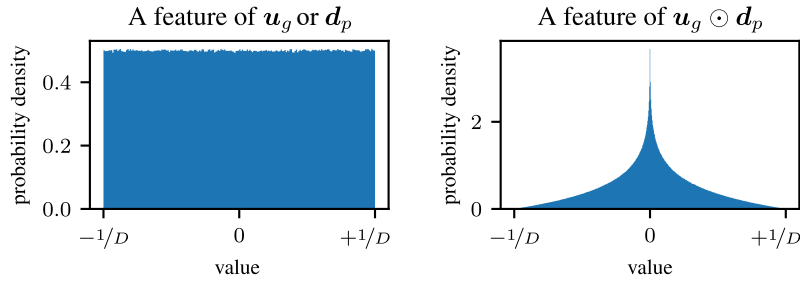 A feature of u_g or d_p
probability density
0.4
0.2
0.0
−1/D
0
+1/D
value
A feature of u_g ⊙ d_p
probability density
2
0
−1/D
0
+1/D
value